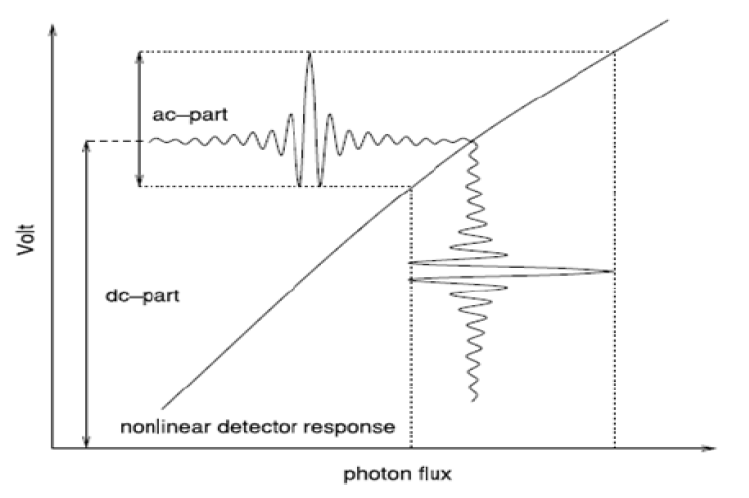 ac–part
Volt
dc–part
nonlinear detector response
photon flux